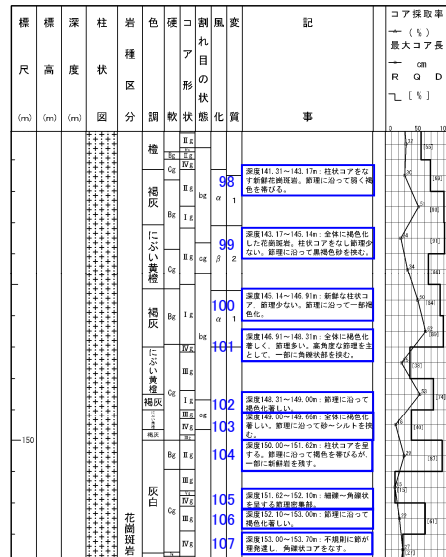 標尺
(m)
標高
(m)
深度
(m)
柱状図
岩種区分
色調
硬軟
コア形状
割れ目の状態
風化
変質
記事
コア採取率
(%)
最大コア長
cm
R Q D
[%]
0 50 100
橙
褐灰
にぶい黄橙
褐灰
にぶい黄橙
褐灰
灰白
花崗斑岩
150
98
深度141.31~143.17m:柱状コアをな
す新鮮花崗斑岩。節理に沿って弱く褐
色を帯びる。
99
深度143.17~145.14m:全体に褐色化
した花崗斑岩。柱状コアをなし節理少
ない。節理に沿って黒褐色砂を挟む。
100
深度145.14~146.91m:新鮮な柱状コ
ア。節理少ない。節理に沿って一部褐
色化。
101
深度146.91~148.31m:全体に褐色化
著しく、節理多い。高角度な節理を主
として、一部に角礫状部を挟む。
102
深度148.31~149.00m:節理に沿って
褐色化著しい。
103
深度149.00~149.66m:全体に褐色化
著しい。節理に沿って砂~シルトを挟
む。
104
深度150.00~151.62m:柱状コアを呈
する。節理に沿って褐色を帯びるが、
一部に新鮮岩を残す。
105
深度151.62~152.10m:細礫~角礫状
を呈する節理密集部。
106
深度152.10~153.00m:節理に沿って
褐色化著しい。
107
深度153.00~153.70m:不規則に節が
理発達し、角礫状コアをなす。